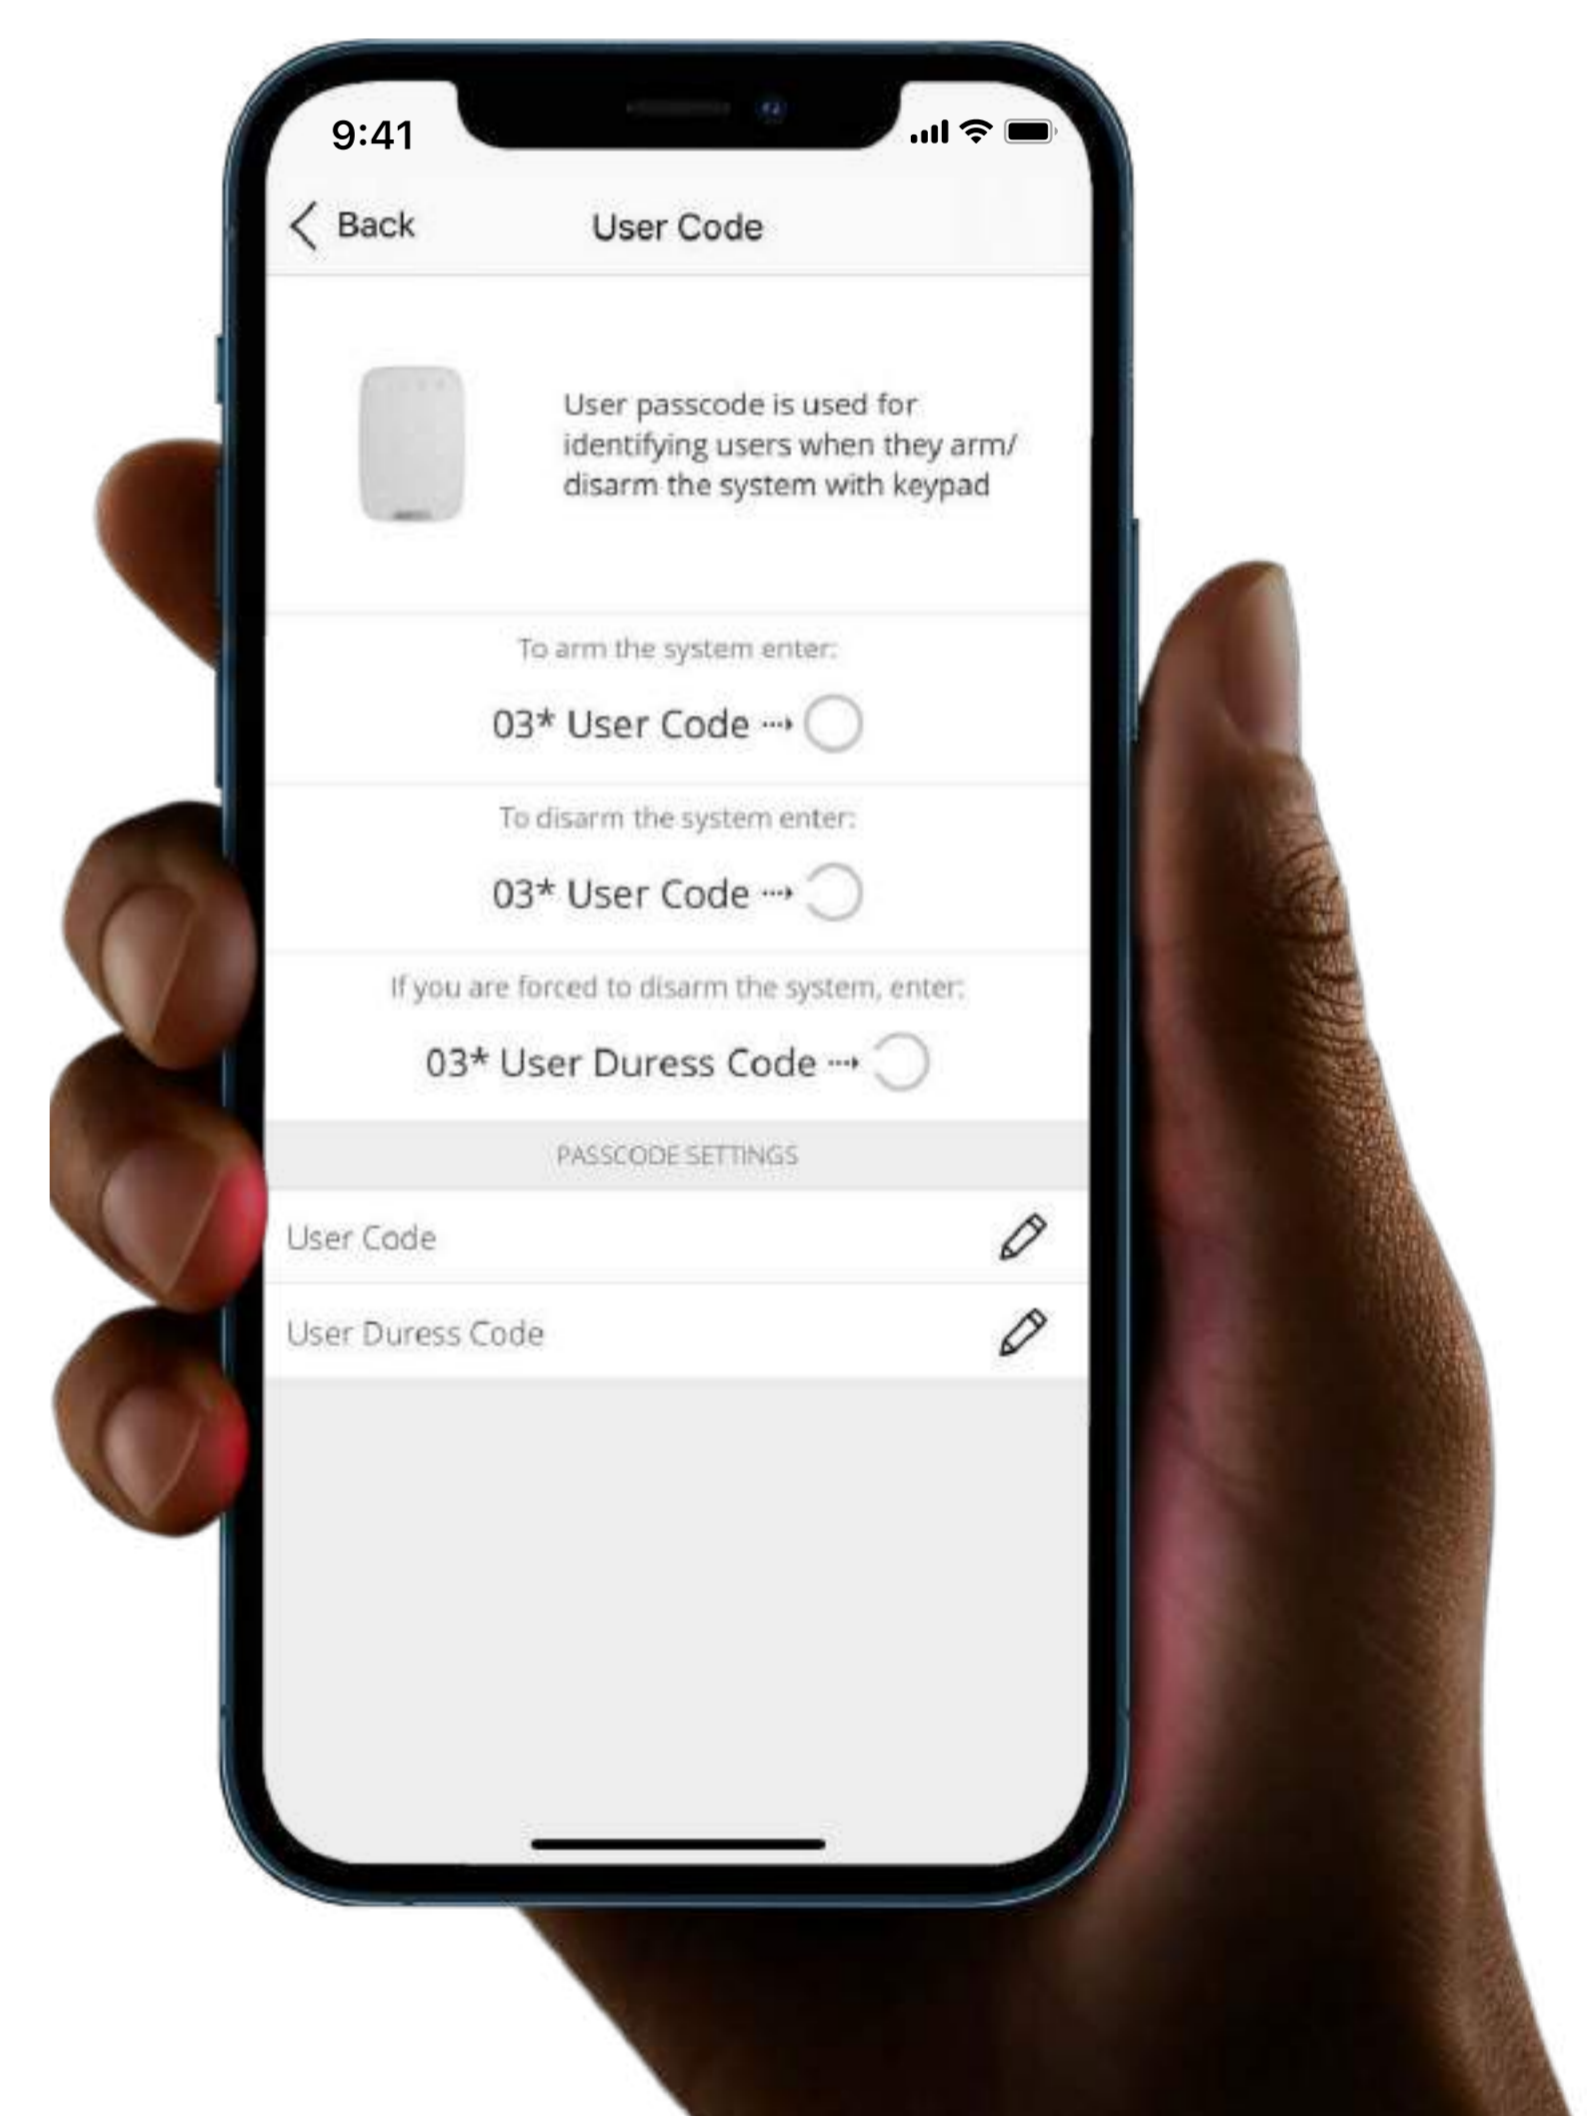 9:41
Back
User Code
User passcode is used for
identifying users when they arm/
disarm the system with keypad
To arm the system enter:
03* User Code
To disarm the system enter:
03* User Code
If you are forced to disarm the system, enter:
03* User Duress Code
PASSCODE SETTINGS
User Code
User Duress Code